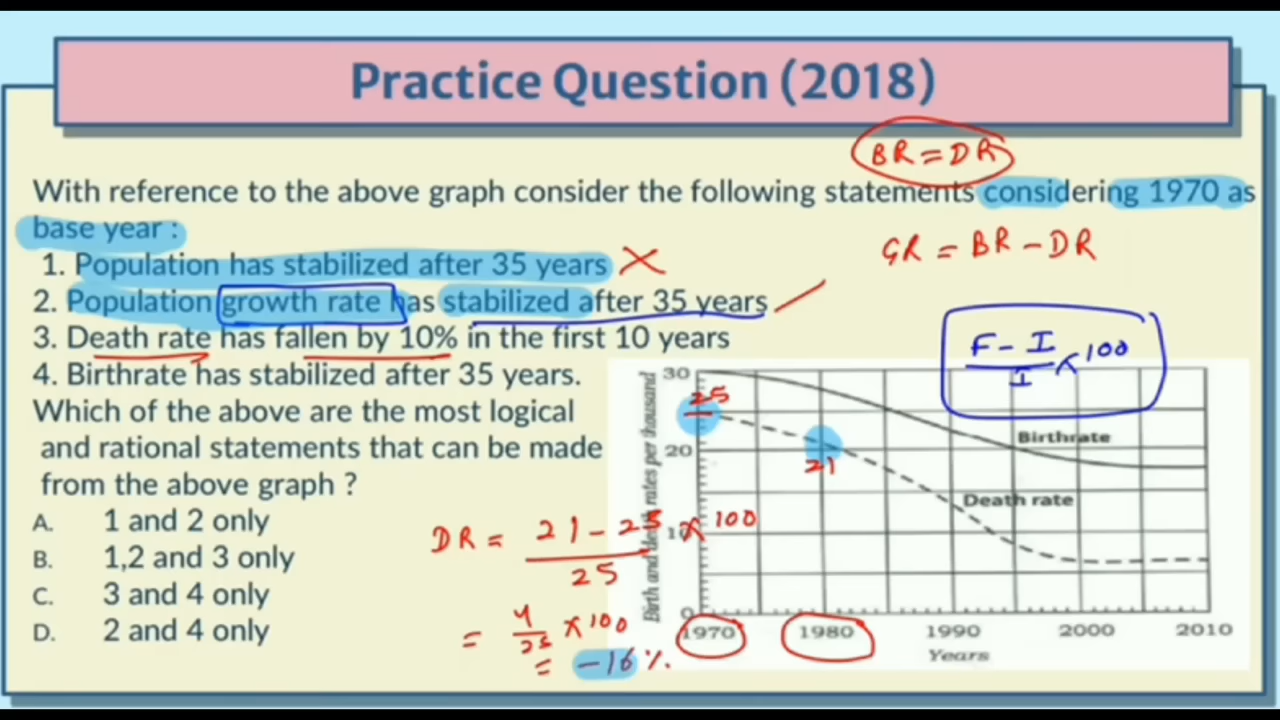 Practice Question (2018)
BR = DR
With reference to the above graph consider the following statements considering 1970 as
base year :
GR = BR - DR
1. Population has stabilized after 35 years
2. Population growth rate has stabilized after 35 years
3. Death rate has fallen by 10% in the first 10 years
F - I
I
× 100
4. Birthrate has stabilized after 35 years.
Which of the above are the most logical
and rational statements that can be made
from the above graph ?
A. 1 and 2 only
B. 1,2 and 3 only
C. 3 and 4 only
D. 2 and 4 only
Birth and death rates per thousand
30
25
Birthrate
20
21
Death rate
10
0
1970 1980 1990 2000 2010
Years
DR = 21 - 25 × 100
25
= 4 × 100
25
= -16 %